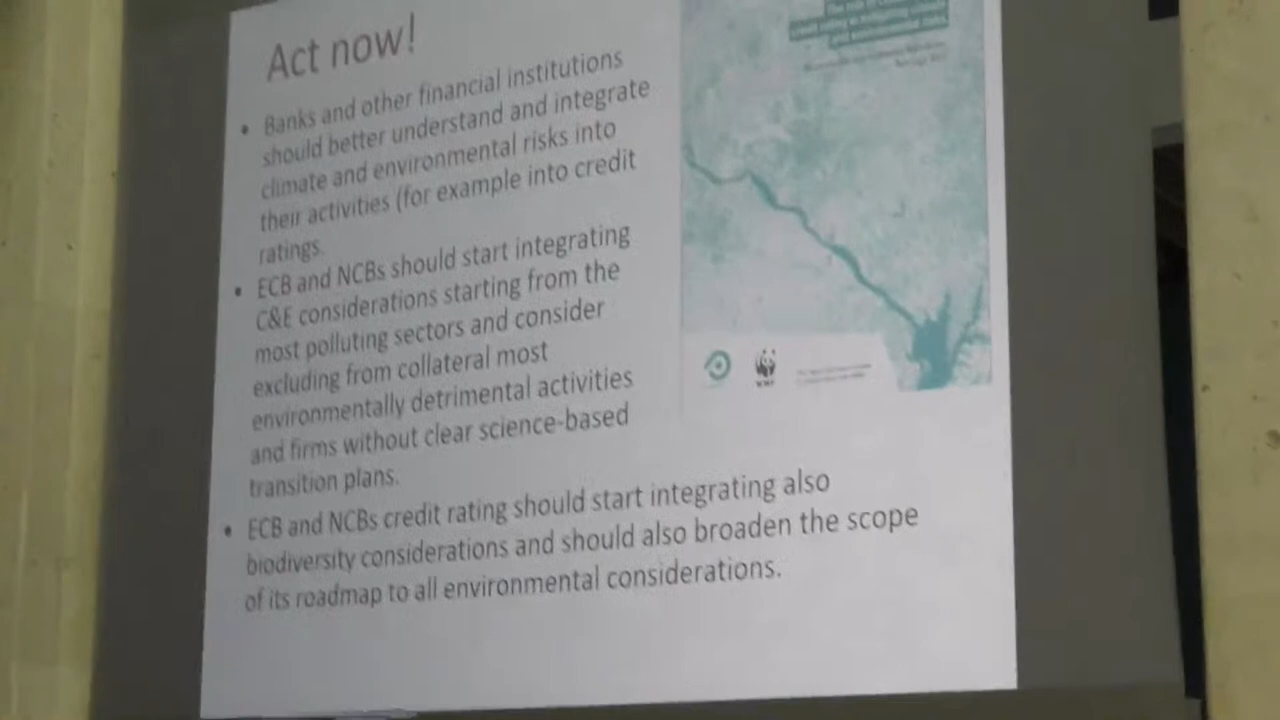 Act now!
• Banks and other financial institutions
should better understand and integrate
climate and environmental risks into
their activities (for example into credit
ratings.
• ECB and NCBs should start integrating
C&E considerations starting from the
most polluting sectors and consider
excluding from collateral most
environmentally detrimental activities
and firms without clear science-based
transition plans.
• ECB and NCBs credit rating should start integrating also
biodiversity considerations and should also broaden the scope
of its roadmap to all environmental considerations.
WWF